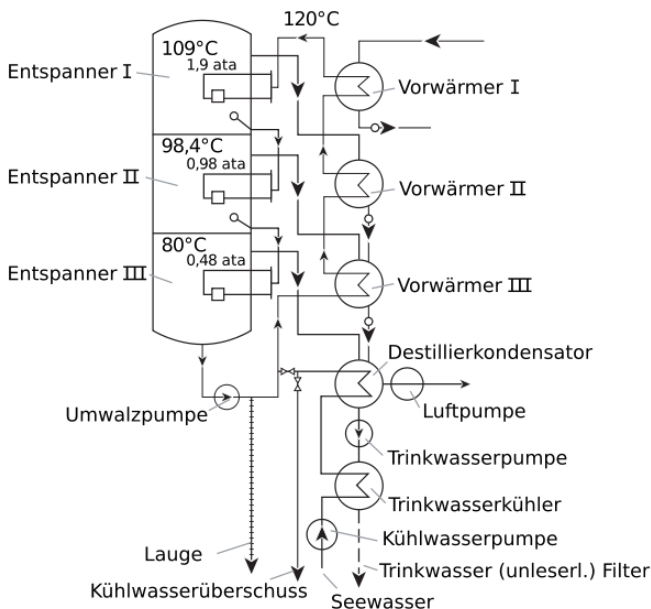 120°C
109°C
1,9 ata
Entspanner I
Vorwärmer I
98,4°C
0,98 ata
Entspanner II
Vorwärmer II
80°C
0,48 ata
Entspanner III
Vorwärmer III
Destillierkondensator
Umwalzpumpe
Luftpumpe
Trinkwasserpumpe
Trinkwasserkühler
Kühlwasserpumpe
Lauge
Trinkwasser (unleserl.) Filter
Kühlwasserüberschuss
Seewasser